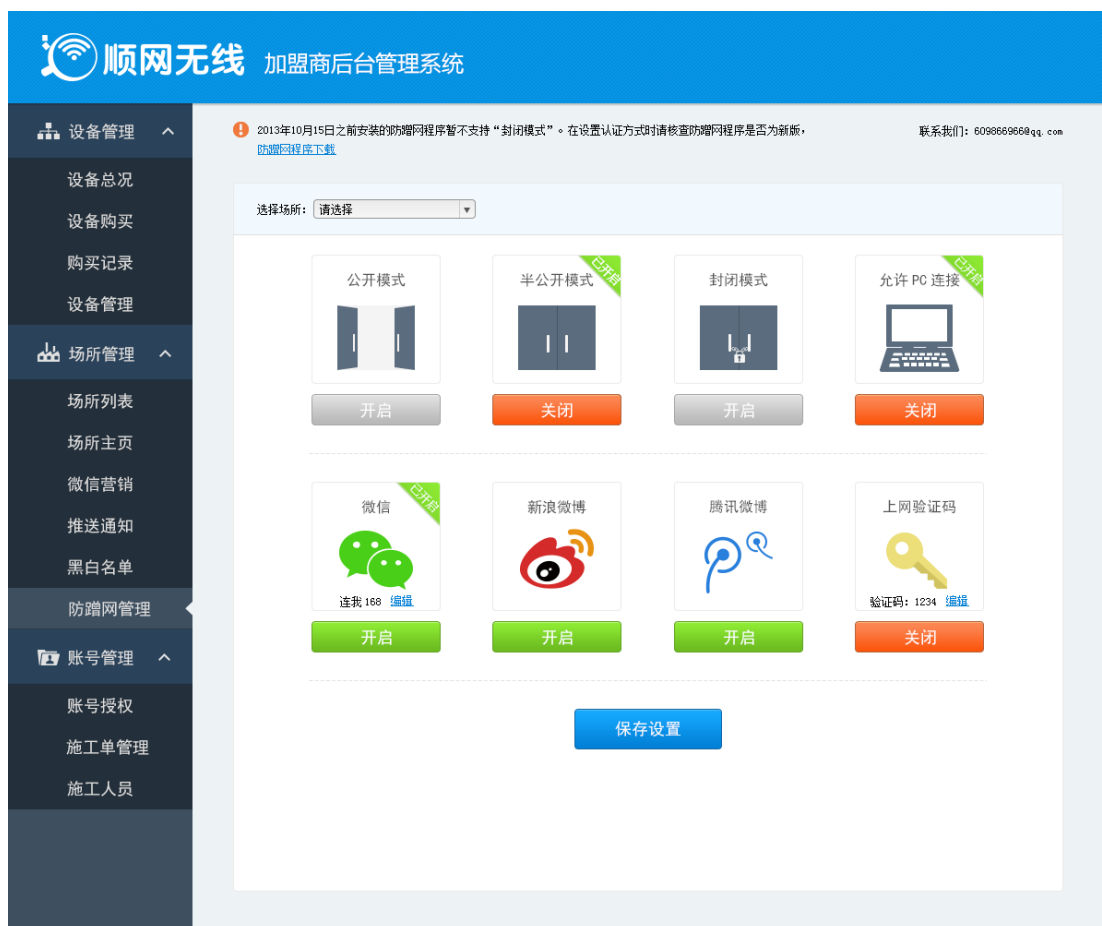 顺网无线 加盟商后台管理系统
设备管理
设备总况
设备购买
购买记录
设备管理
场所管理
场所列表
场所主页
微信营销
推送通知
黑白名单
防蹭网管理
账号管理
账号授权
施工单管理
施工人员
2013年10月15日之前安装的防蹭网程序暂不支持“封闭模式”。在设置认证方式时请核查防蹭网程序是否为新版,
防蹭网程序下载
联系我们: 609866966@qq.com
选择场所: 请选择
公开模式 半公开模式 已开启 封闭模式 允许 PC 连接 已开启
开启 关闭 开启 关闭
微信 已开启 新浪微博 腾讯微博 上网验证码
连我 168 编辑 验证码: 1234 编辑
开启 开启 开启 关闭
保存设置